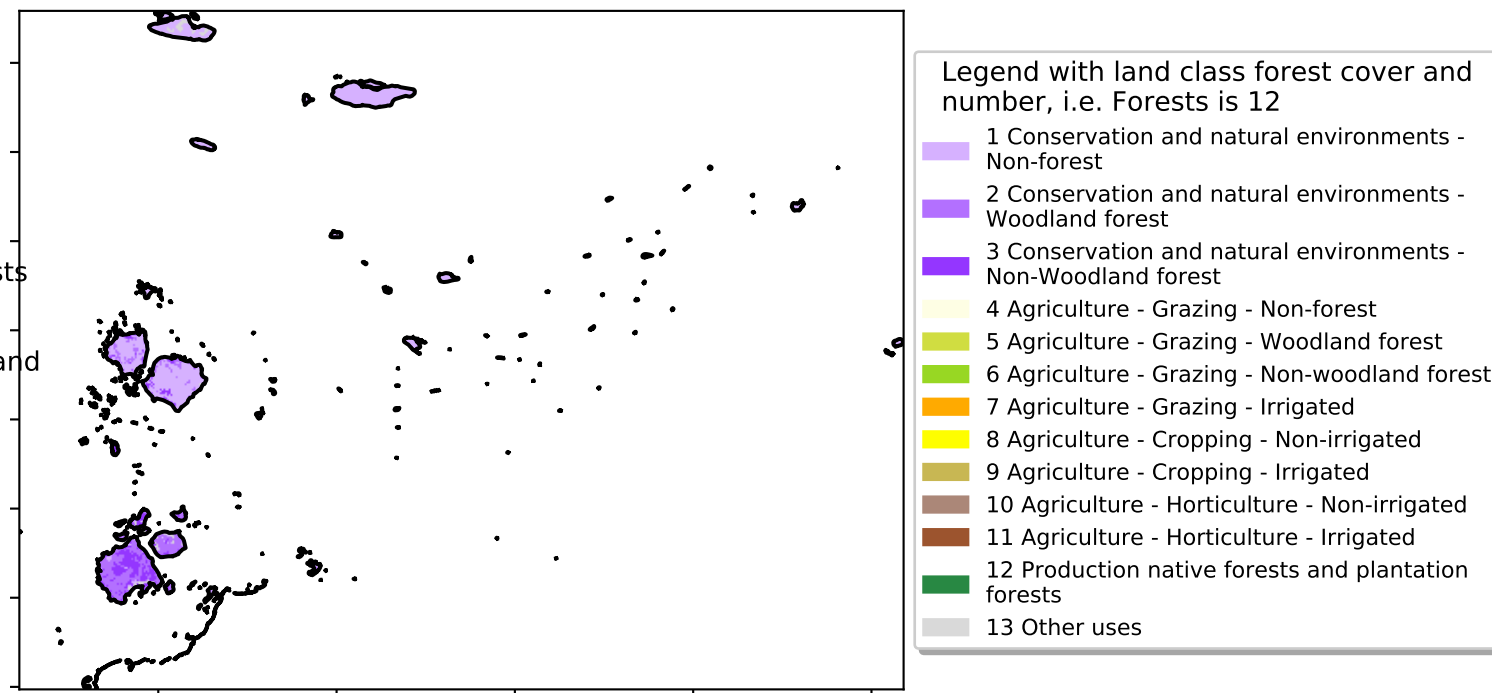 Legend with land class forest cover and
number, i.e. Forests is 12
1 Conservation and natural environments -
Non-forest
2 Conservation and natural environments -
Woodland forest
3 Conservation and natural environments -
Non-Woodland forest
4 Agriculture - Grazing - Non-forest
5 Agriculture - Grazing - Woodland forest
6 Agriculture - Grazing - Non-woodland forest
7 Agriculture - Grazing - Irrigated
8 Agriculture - Cropping - Non-irrigated
9 Agriculture - Cropping - Irrigated
10 Agriculture - Horticulture - Non-irrigated
11 Agriculture - Horticulture - Irrigated
12 Production native forests and plantation
forests
13 Other uses